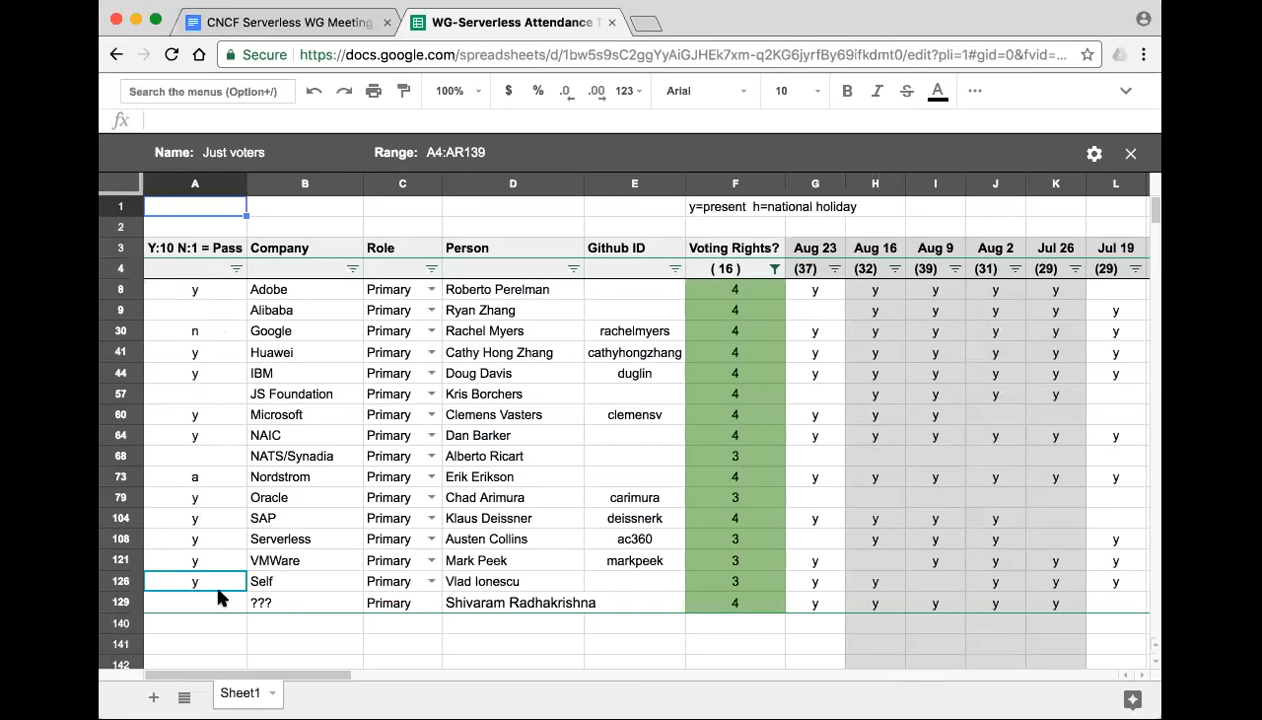 CNCF Serverless WG Meeting
WG-Serverless Attendance T
Secure https://docs.google.com/spreadsheets/d/1bw5s9sC2ggYyAiGJHEk7xm-q2KG6jyrfBy69ifkdmt0/edit?pli=1#gid=0&fvid=...
Search the menus (Option+/) 100% $ % .0 .00 123 Arial 10 B I S A
fx
Name: Just voters Range: A4:AR139
A B C D E F G H I J K L
1 y=present h=national holiday
2
3 Y:10 N:1 = Pass Company Role Person Github ID Voting Rights? Aug 23 Aug 16 Aug 9 Aug 2 Jul 26 Jul 19
4 ( 16 ) (37) (32) (39) (31) (29) (29)
8 y Adobe Primary Roberto Perelman 4 y y y y y
9 Alibaba Primary Ryan Zhang 4 y y y y y
30 n Google Primary Rachel Myers rachelmyers 4 y y y y y y
41 y Huawei Primary Cathy Hong Zhang cathyhongzhang 4 y y y y y y
44 y IBM Primary Doug Davis duglin 4 y y y y y y
57 JS Foundation Primary Kris Borchers 4 y y y y
60 y Microsoft Primary Clemens Vasters clemensv 4 y y y y
64 y NAIC Primary Dan Barker 4 y y y y y y
68 NATS/Synadia Primary Alberto Ricart 3
73 a Nordstrom Primary Erik Erikson 4 y y y y y y
79 y Oracle Primary Chad Arimura carimura 3
104 y SAP Primary Klaus Deissner deissnerk 4 y y y y
108 y Serverless Primary Austen Collins ac360 3 y y y y
121 y VMWare Primary Mark Peek markpeek 3 y y y y y
126 y Self Primary Vlad Ionescu 3 y y y y y y
129 ??? Primary Shivaram Radhakrishna 4 y y y y y
140
141
142
Sheet1